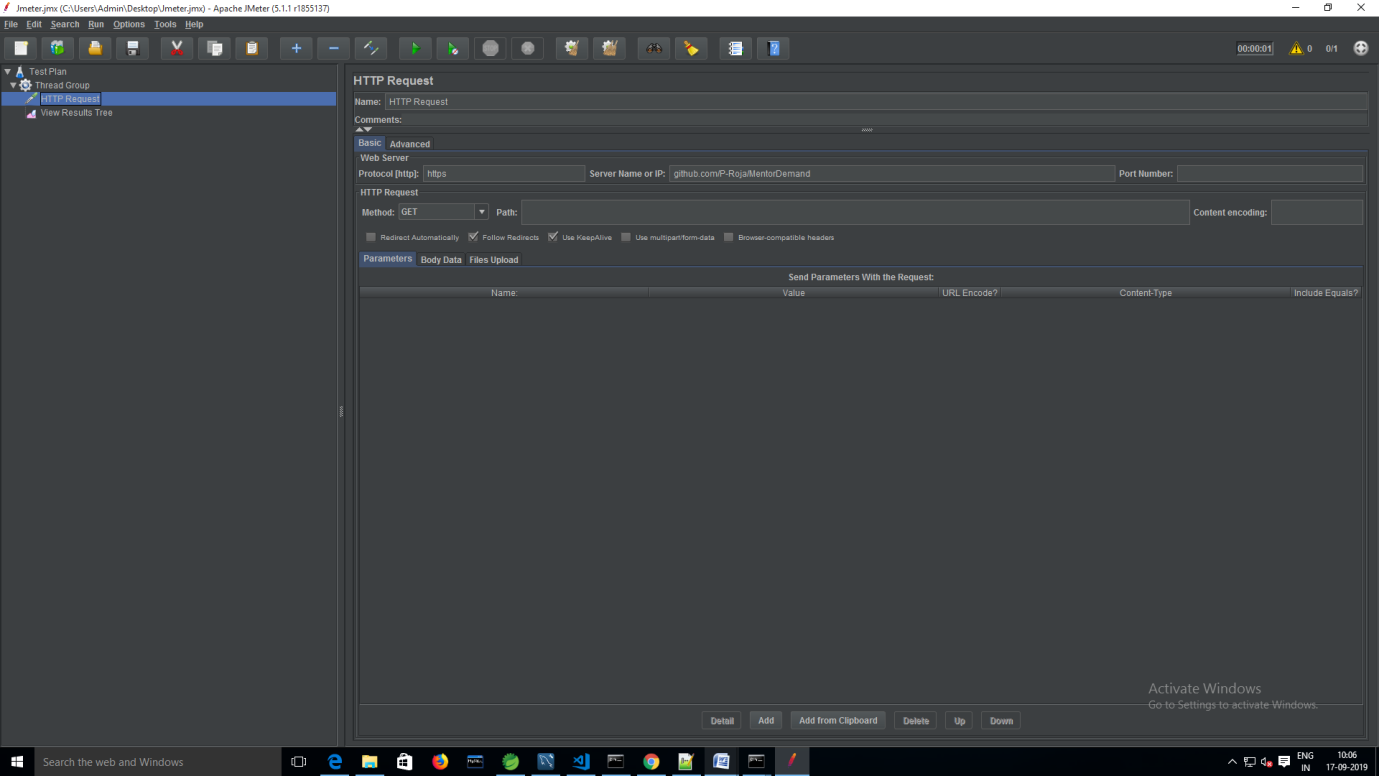 Jmeter.jmx (C:\Users\Admin\Desktop\Jmeter.jmx) - Apache JMeter (5.1.1 r1855137)
File Edit Search Run Options Tools Help
00:00:01 0 0/1
Test Plan
Thread Group
HTTP Request
View Results Tree
HTTP Request
Name: HTTP Request
Comments:
Basic Advanced
Web Server
Protocol [http]: https Server Name or IP: github.com/P-Roja/MentorDemand Port Number:
HTTP Request
Method: GET Path: Content encoding:
Redirect Automatically Follow Redirects Use KeepAlive Use multipart/form-data Browser-compatible headers
Parameters Body Data Files Upload
Send Parameters With the Request:
Name: Value URL Encode? Content-Type Include Equals?
Detail Add Add from Clipboard Delete Up Down
Activate Windows
Go to Settings to activate Windows.
Search the web and Windows
ENG
IN
10:06
17-09-2019